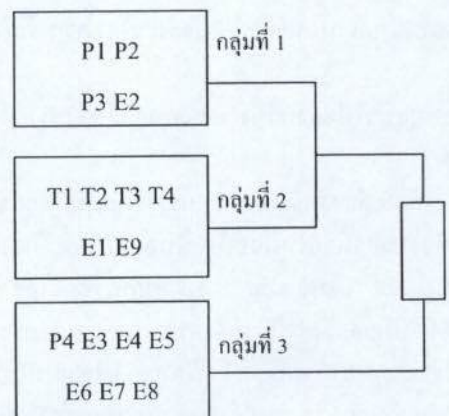 P1 P2
P3 E2
กลุ่มที่ 1
T1 T2 T3 T4
E1 E9
กลุ่มที่ 2
P4 E3 E4 E5
E6 E7 E8
กลุ่มที่ 3